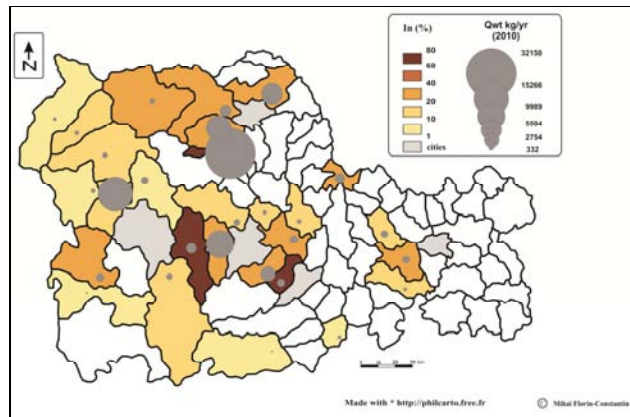 Z
In (%)
80
60
40
20
10
1
cities
Qwt kg/yr
(2010)
32150
15266
9989
2754
332
Made with * http://philcarto.free.fr
© Mihai Florin-Constantin